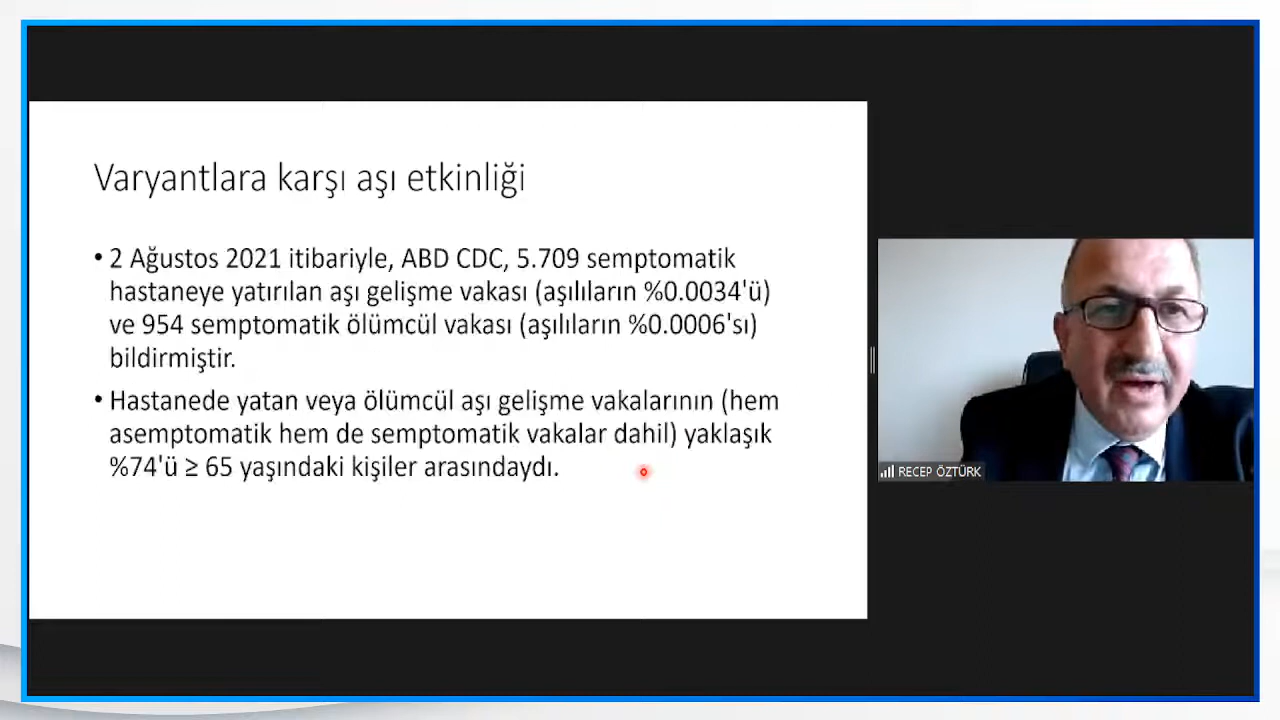 Varyantlara karşı aşı etkinliği
• 2 Ağustos 2021 itibariyle, ABD CDC, 5.709 semptomatik
hastaneye yatırılan aşı gelişme vakası (aşılıların %0.0034'ü)
ve 954 semptomatik ölümcül vakası (aşılıların %0.0006'sı)
bildirmiştir.
• Hastanede yatan veya ölümcül aşı gelişme vakalarının (hem
asemptomatik hem de semptomatik vakalar dahil) yaklaşık
%74'ü ≥ 65 yaşındaki kişiler arasındaydı.
RECEP ÖZTÜRK